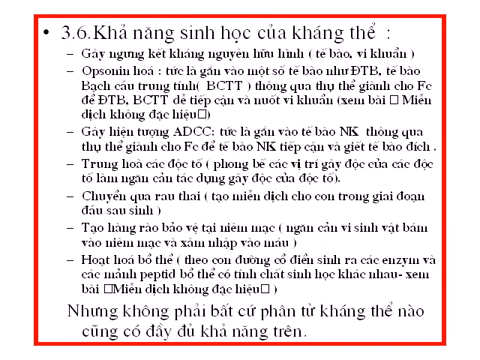 • 3.6.Khả năng sinh học của kháng thể :
– Gây ngưng kết kháng nguyên hữu hình ( tế bào, vi khuẩn )
– Opsonin hoá : tức là gắn vào một số tế bào như ĐTB, tế bào
Bạch cầu trung tính( BCTT ) thông qua thụ thể giành cho Fc
để ĐTB, BCTT dễ tiếp cận và nuốt vi khuẩn (xem bài □ Miễn
dịch không đặc hiệu□)
– Gây hiện tượng ADCC: tức là gắn vào tế bào NK thông qua
thụ thể giành cho Fc để tế bào NK tiếp cận và giết tế bào đích .
– Trung hoà các độc tố ( phong bế các vị trí gây độc của các độc
tố làm ngăn cản tác dụng gây độc của độc tố).
– Chuyển qua rau thai ( tạo miễn dịch cho con trong giai đoạn
đầu sau sinh )
– Tạo hàng rào bảo vệ tại niêm mạc ( ngăn cản vi sinh vật bám
vào niêm mạc và xâm nhập vào máu )
– Hoạt hoá bổ thể ( theo con đường cổ điển sinh ra các enzym và
các mảnh peptid bổ thể có tính chất sinh học khác nhau- xem
bài □Miễn dịch không đặc hiệu□ )
Nhưng không phải bất cứ phân tử kháng thể nào
cũng có đầy đủ khả năng trên.